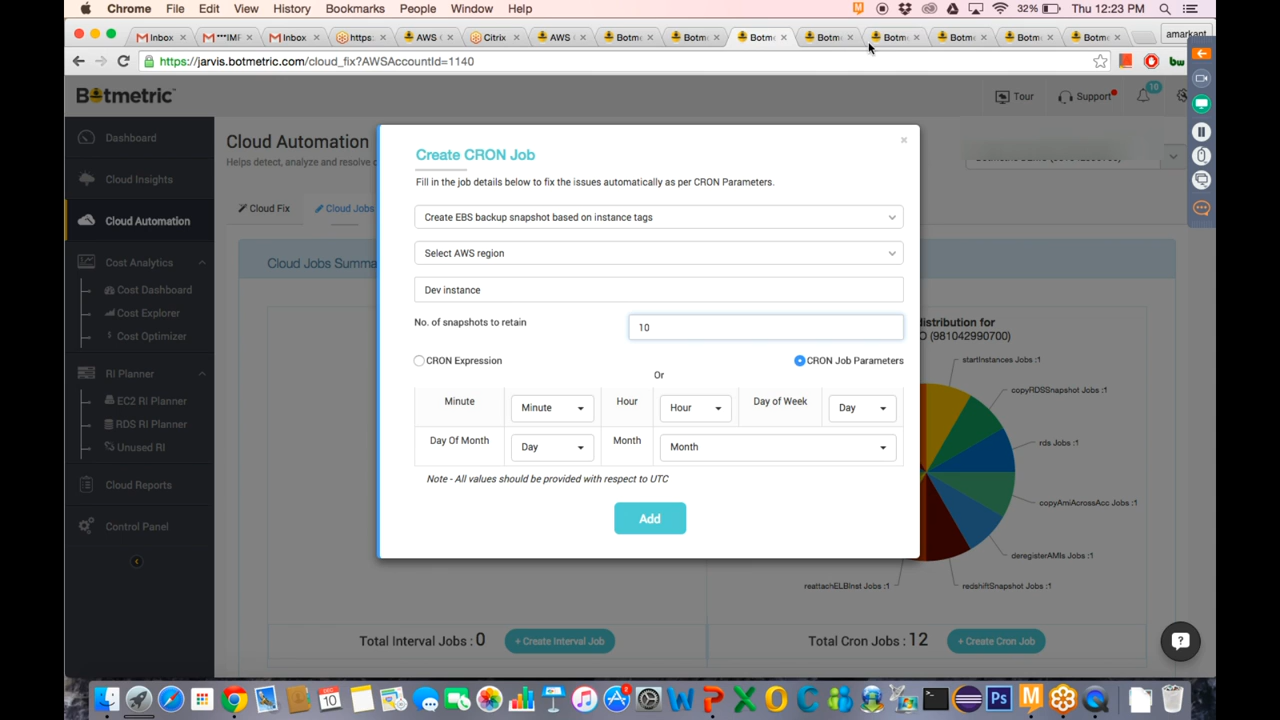 Chrome File Edit View History Bookmarks People Window Help 32% Thu 12:23 PM
Inbox ***IMF Inbox https: AWS Citrix AWS Botm Botm Botm Botm Botm Botm Botm Botm amarkant
https://jarvis.botmetric.com/cloud_fix?AWSAccountId=1140 bw
Botmetric Tour Support 10
Dashboard
Cloud Insights
Cloud Automation
Cost Analytics
Cost Dashboard
Cost Explorer
Cost Optimizer
RI Planner
EC2 RI Planner
RDS RI Planner
Unused RI
Cloud Reports
Control Panel
Cloud Automation
Helps detect, analyze and resolve
Cloud Fix Cloud Jobs
Cloud Jobs Summa
×
Create CRON Job
Fill in the job details below to fix the issues automatically as per CRON Parameters.
Create EBS backup snapshot based on instance tags
Select AWS region
Dev instance
No. of snapshots to retain 10
CRON Expression CRON Job Parameters
Or
Minute Minute Hour Hour Day of Week Day
Day Of Month Day Month Month
Note - All values should be provided with respect to UTC
Add
distribution for
(981042990700)
startInstances Jobs :1
copyRDSSnapshot Jobs :1
rds Jobs :1
copyAmiAcrossAcc Jobs :1
deregisterAMIs Jobs :1
redshiftSnapshot Jobs :1
reattachELBInst Jobs :1
Total Interval Jobs : 0 + Create Interval Job
Total Cron Jobs : 12 + Create Cron Job